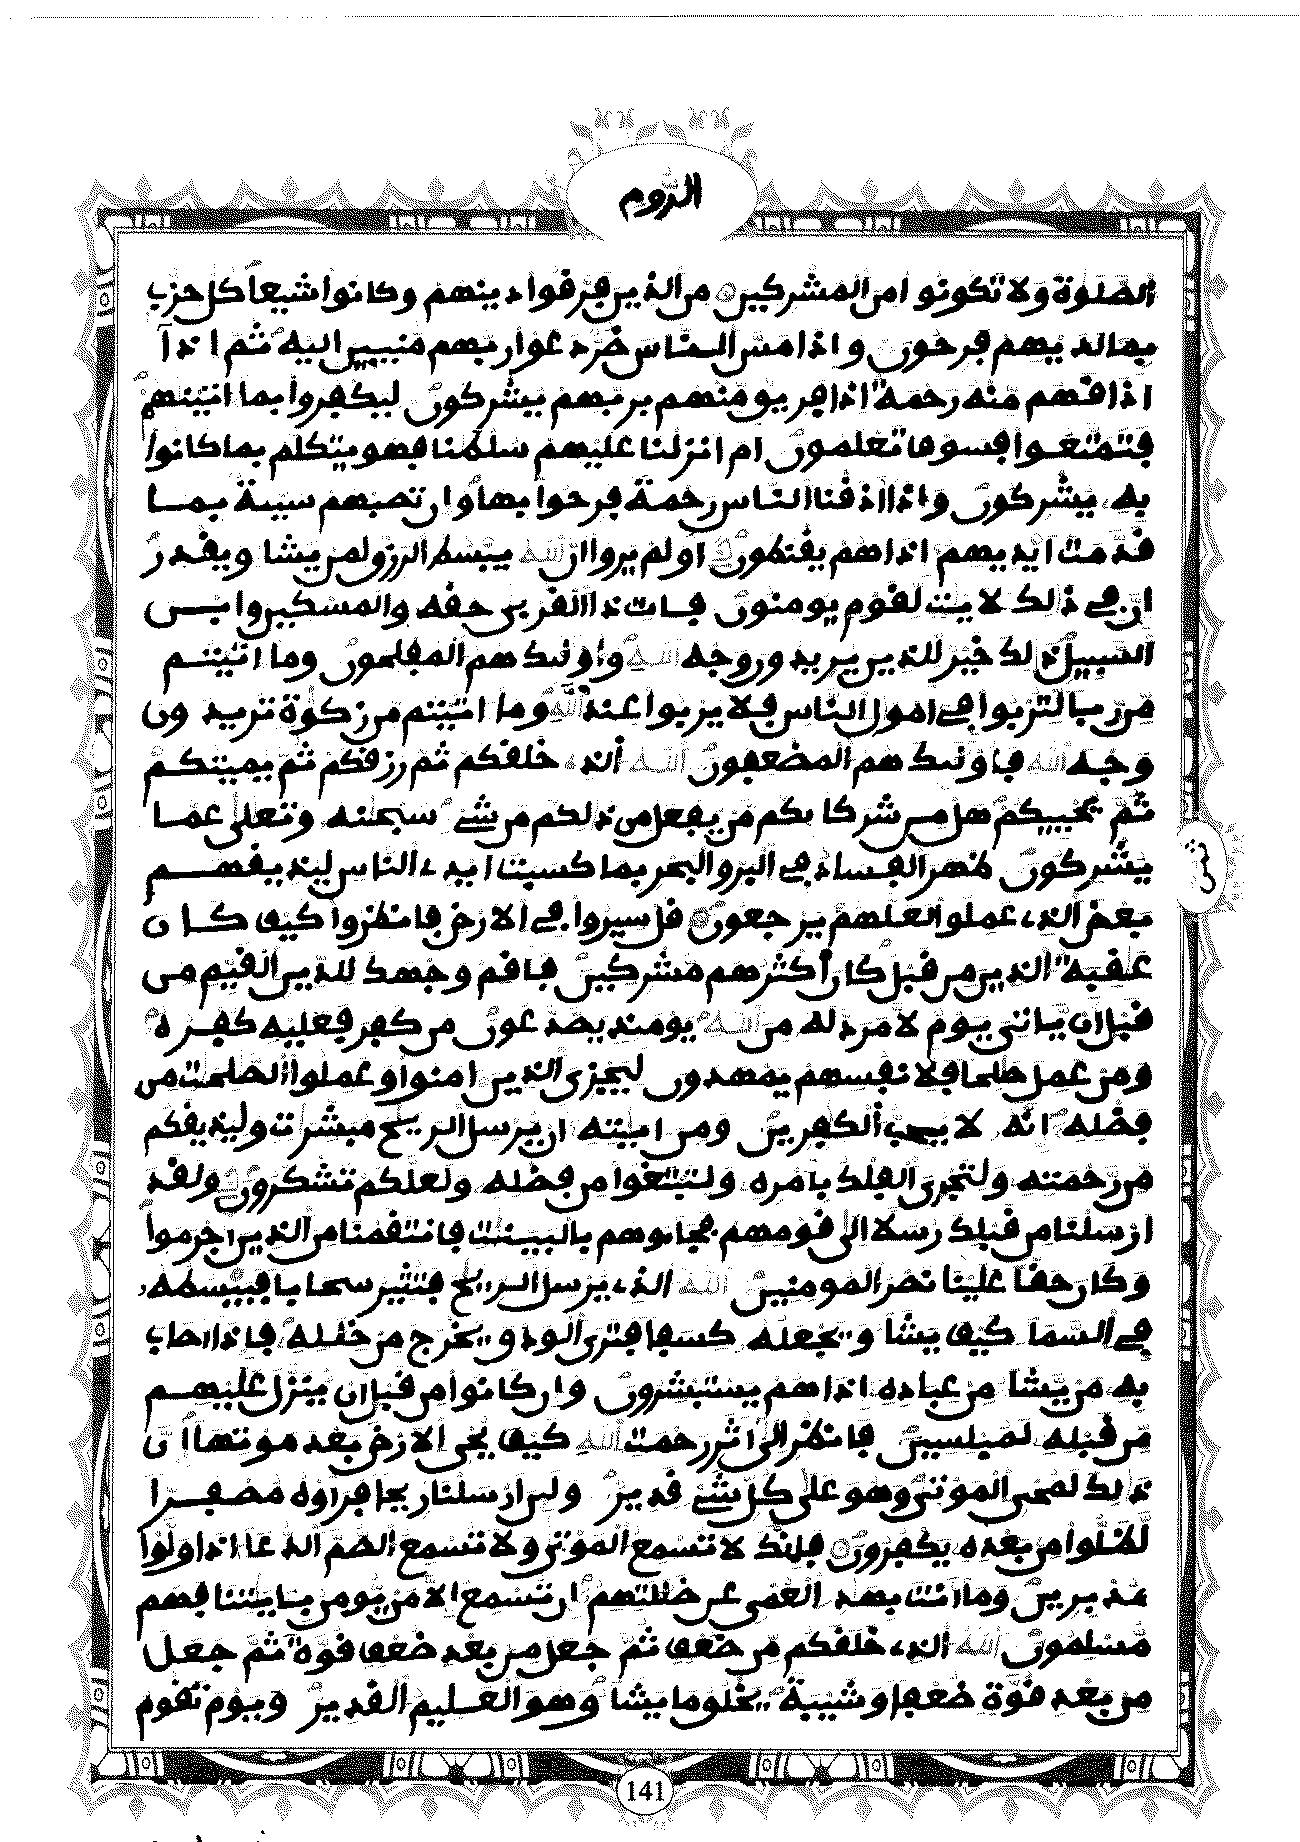 الروم
الصلوة ولا تكونوا من المشركين من الذين فرقوا دينهم وكانوا شيعا كل حزب
بما لديهم فرحون واذا مس الناس ضر دعوا ربهم منيبين اليه ثم اذا
اذاقهم منه رحمة اذا فريق منهم بربهم يشركون ليكفروا بما اتينهم
فتمتعوا فسوف تعلمون ام انزلنا عليهم سلطنا فهو يتكلم بما كانوا
به يشركون واذا اذقنا الناس رحمة فرحوا بها وان تصبهم سيية بما
قدمت ايديهم اذا هم يقنطون اولم يروا ان الله يبسط الرزق لمن يشا ويقدر
ان في ذلك لايت لقوم يومنون فات ذا القربى حقه والمسكين وابن
السبيل ذلك خير للذين يريدون وجه الله واوليك هم المفلحون وما اتيتم
من ربا لتربوا في امول الناس فلا يربوا عند الله وما اتيتم من زكوة تريدون
وجه الله فاوليك هم المضعفون الله الذي خلقكم ثم رزقكم ثم يميتكم
ثم يحييكم هل من شركايكم من يفعل من ذلكم من شيء سبحنه وتعلى عما
يشركون ظهر الفساد في البر والبحر بما كسبت ايدي الناس ليذيقهم
بعض الذي عملوا لعلهم يرجعون قل سيروا في الارض فانظروا كيف كان
عقبة الذين من قبل كان اكثرهم مشركين فاقم وجهك للدين القيم من
قبل ان ياتي يوم لا مرد له من الله يوميذ يصدعون من كفر فعليه كفره
ومن عمل صلحا فلانفسهم يمهدون ليجزي الذين امنوا وعملوا الصلحت من
فضله انه لا يحب الكفرين ومن ايته ان يرسل الريح مبشرت وليذيقكم
من رحمته ولتجري الفلك بامره ولتبتغوا من فضله ولعلكم تشكرون ولقد
ارسلنا من قبلك رسلا الى قومهم فجاءوهم بالبينت فانتقمنا من الذين اجرموا
وكان حقا علينا نصر المومنين الله الذي يرسل الريح فتثير سحابا فيبسطه
في السما كيف يشا ويجعله كسفا فترى الودق يخرج من خلله فاذا اصاب
به من يشا من عباده اذا هم يستبشرون وان كانوا من قبل ان ينزل عليهم
من قبله لمبلسين فانظر الى اثر رحمت الله كيف يحي الارض بعد موتها ان
ذلك لمحي الموتى وهو على كل شيء قدير ولين ارسلنا ريحا فراوه مصفرا
لظلوا من بعده يكفرون فانك لا تسمع الموتى ولا تسمع الصم الدعا اذا ولوا
مدبرين وما انت بهد العمي عن ضللتهم ان تسمع الا من يومن بايتنا فهم
مسلمون الله الذي خلقكم من ضعف ثم جعل من بعد ضعف قوة ثم جعل
من بعد قوة ضعفا وشيبة يخلق ما يشا وهو العليم القدير ويوم تقوم
ثمن
141